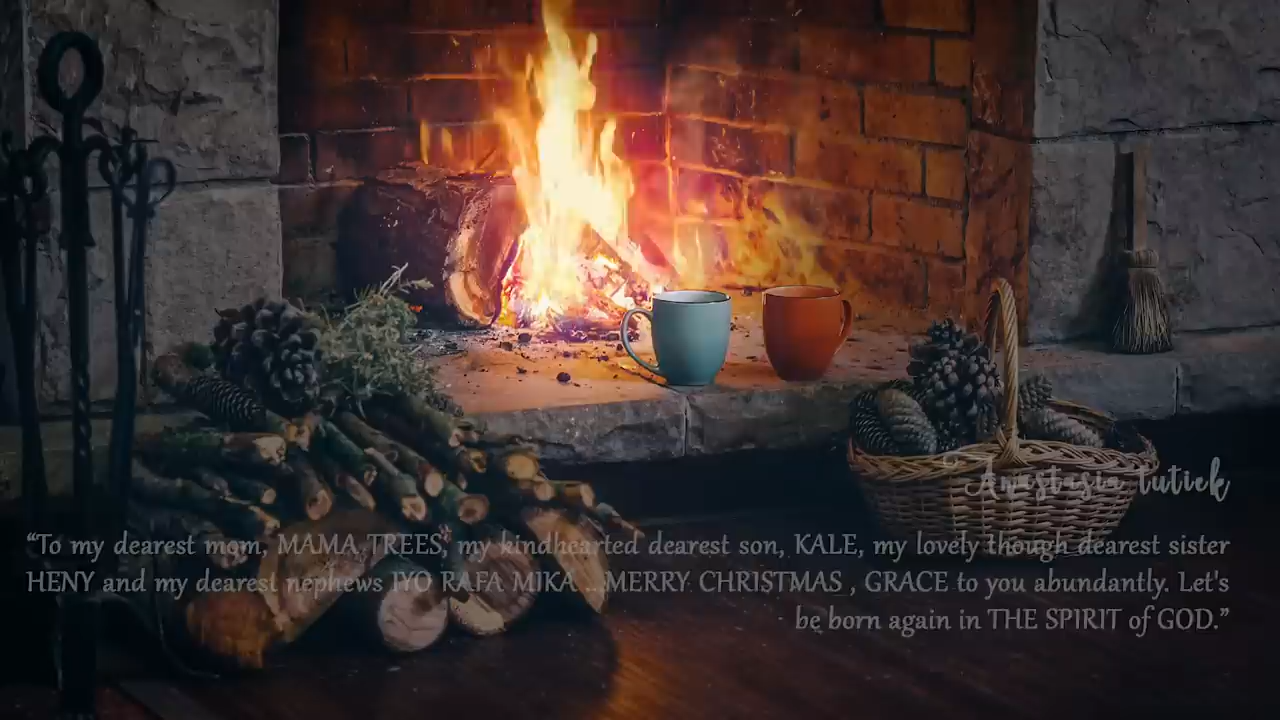 Anastasia tutiek
“To my dearest mom, MAMA TREES, my kindhearted dearest son, KALE, my lovely though dearest sister
HENY and my dearest nephews IYO RAFA MIKA ...MERRY CHRISTMAS , GRACE to you abundantly. Let's
be born again in THE SPIRIT of GOD.”